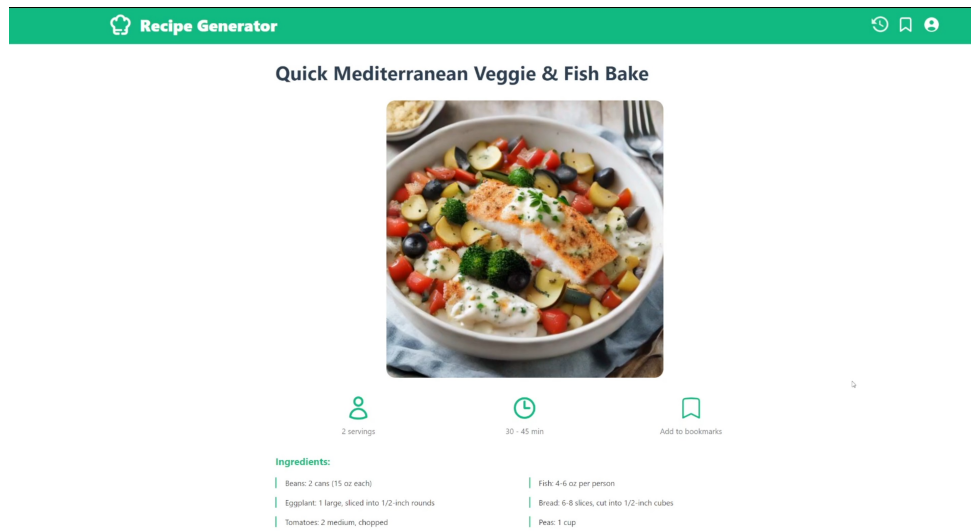 Recipe Generator
Quick Mediterranean Veggie & Fish Bake
2 servings
30 - 45 min
Add to bookmarks
Ingredients:
Beans: 2 cans (15 oz each)
Fish: 4-6 oz per person
Eggplant: 1 large, sliced into 1/2-inch rounds
Bread: 6-8 slices, cut into 1/2-inch cubes
Tomatoes: 2 medium, chopped
Peas: 1 cup